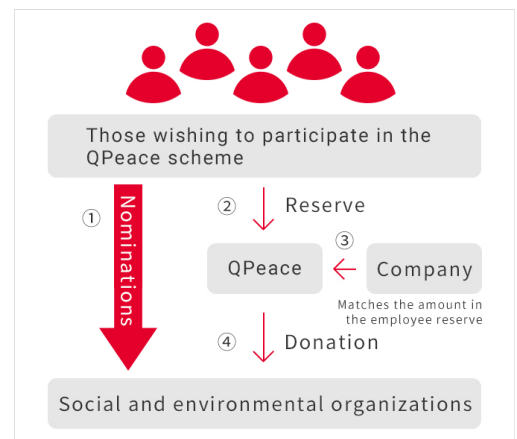 Those wishing to participate in the
QPeace scheme
① Nominations
② Reserve
③
QPeace
Company
Matches the amount in
the employee reserve
④ Donation
Social and environmental organizations